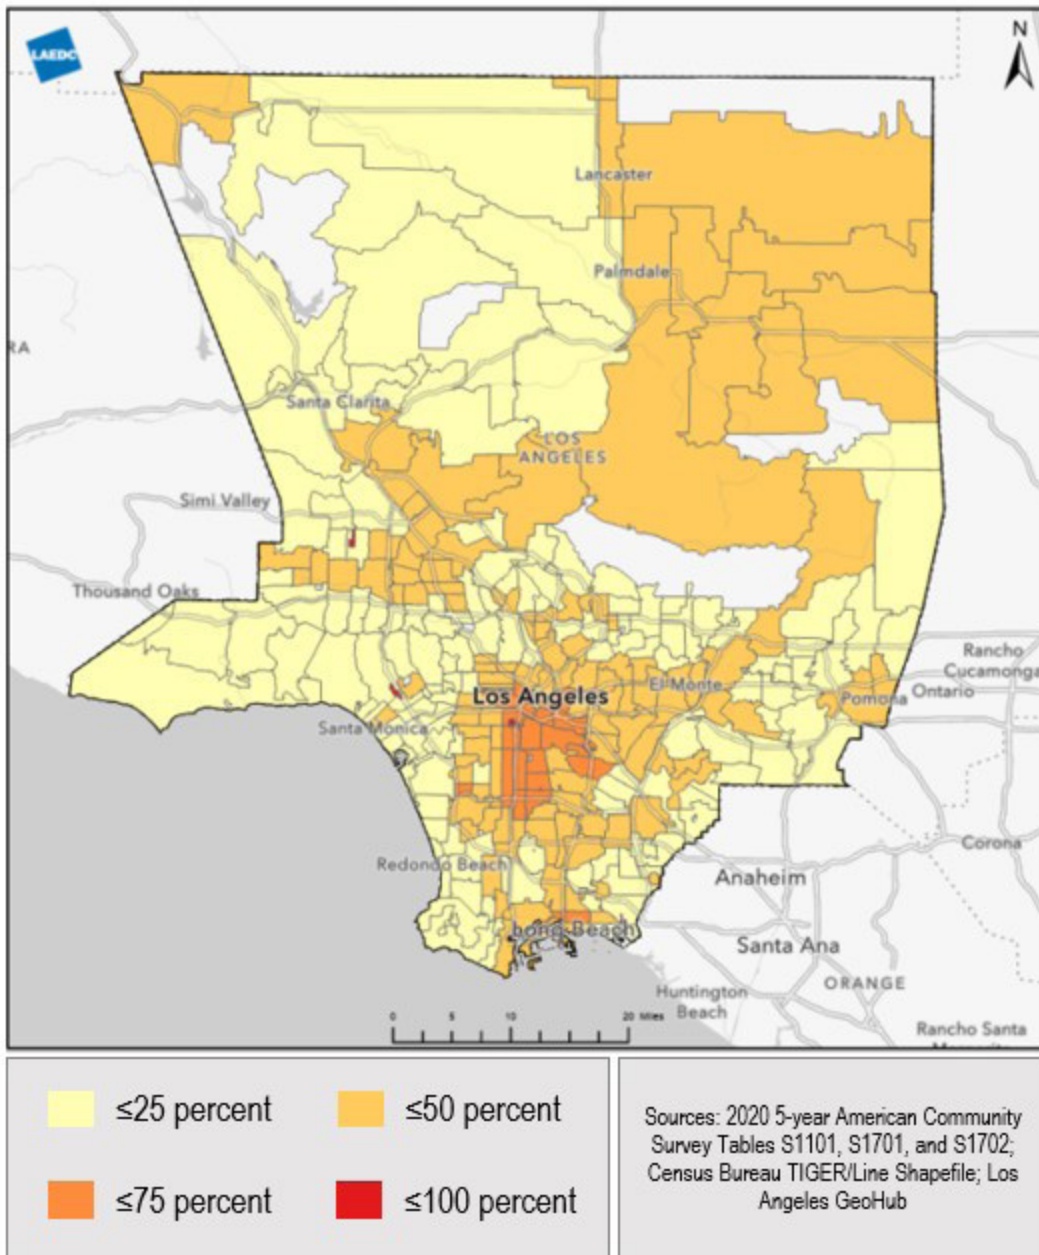 LAEDC
N
Lancaster
Palmdale
RA
Santa Clarita
LOS
ANGELES
Simi Valley
Thousand Oaks
Rancho
Cucamonga
Los Angeles
El Monte
Pomona
Ontario
Santa Monica
Redondo Beach
Corona
Anaheim
Long Beach
Santa Ana
ORANGE
Huntington
Beach
0 5 10 20 Miles
Rancho Santa
≤25 percent
≤50 percent
≤75 percent
≤100 percent
Sources: 2020 5-year American Community
Survey Tables S1101, S1701, and S1702;
Census Bureau TIGER/Line Shapefile; Los
Angeles GeoHub